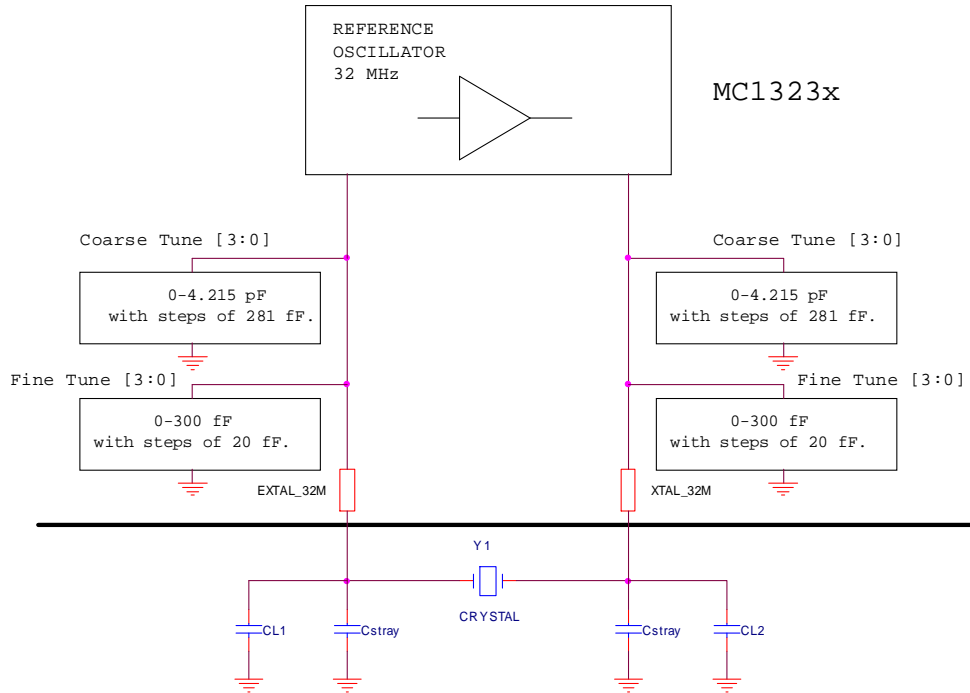 REFERENCE
OSCILLATOR
32 MHz
MC1323x
Coarse Tune [3:0]
Coarse Tune [3:0]
0-4.215 pF
with steps of 281 fF.
0-4.215 pF
with steps of 281 fF.
Fine Tune [3:0]
Fine Tune [3:0]
0-300 fF
with steps of 20 fF.
0-300 fF
with steps of 20 fF.
EXTAL_32M
XTAL_32M
Y1
CRYSTAL
CL1
Cstray
Cstray
CL2